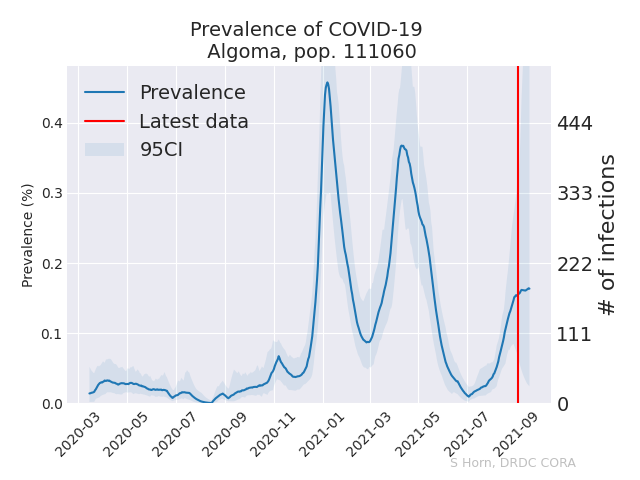 Prevalence of COVID-19
Algoma, pop. 111060
Prevalence
Latest data
95CI
Prevalence (%)
0.4
0.3
0.2
0.1
0.0
444
333
222
111
0
# of infections
2020-03
2020-05
2020-07
2020-09
2020-11
2021-01
2021-03
2021-05
2021-07
2021-09
S Horn, DRDC CORA